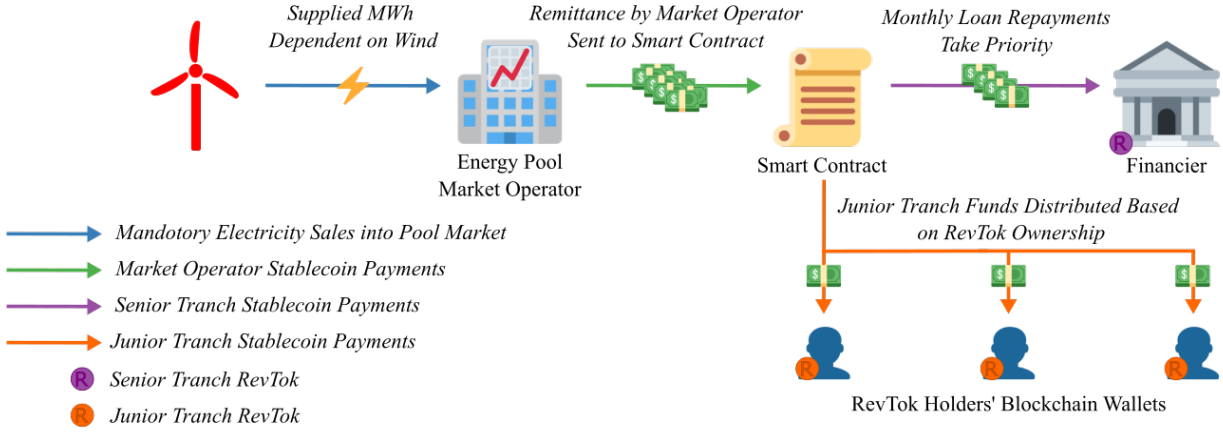 Supplied MWh
Dependent on Wind
Remittance by Market Operator
Sent to Smart Contract
Monthly Loan Repayments
Take Priority
Energy Pool
Market Operator
Smart Contract
R
Financier
Junior Tranch Funds Distributed Based
on RevTok Ownership
Mandotory Electricity Sales into Pool Market
Market Operator Stablecoin Payments
Senior Tranch Stablecoin Payments
Junior Tranch Stablecoin Payments
R Senior Tranch RevTok
R Junior Tranch RevTok
$ $ $
R R R
RevTok Holders' Blockchain Wallets